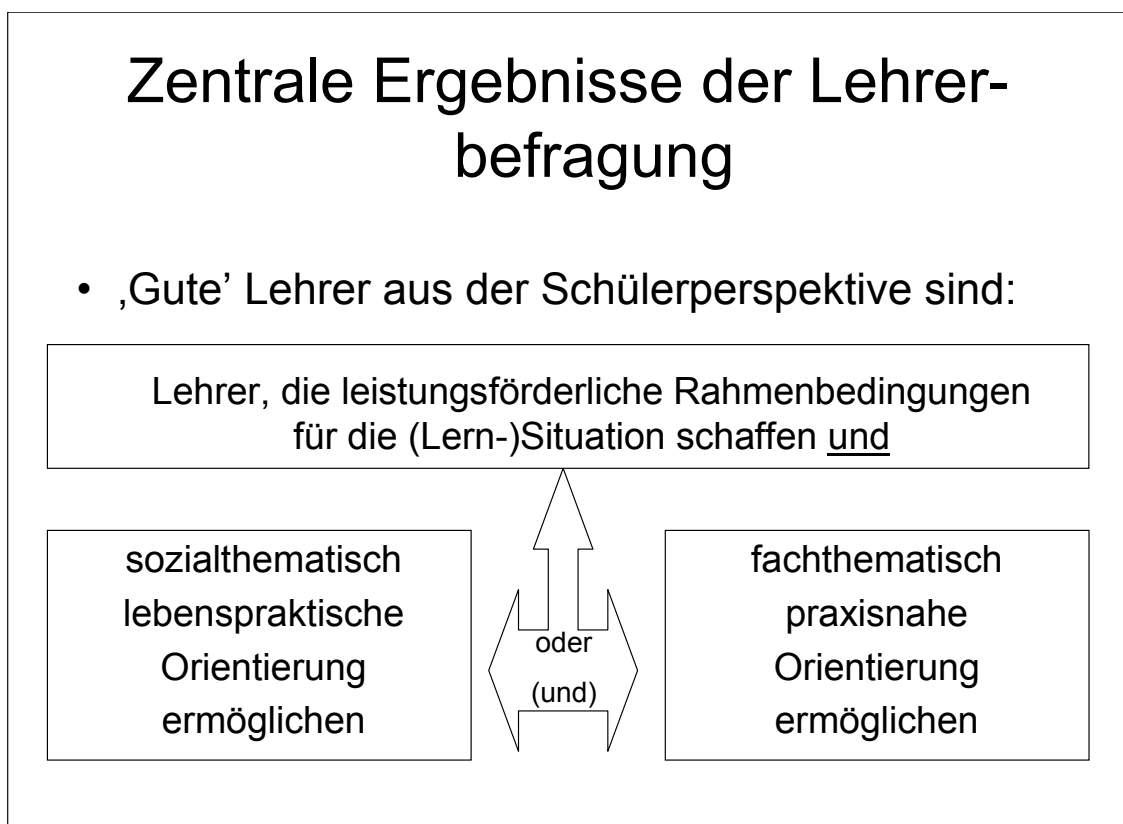 Zentrale Ergebnisse der Lehrer-
befragung
• ‚Gute’ Lehrer aus der Schülerperspektive sind:
Lehrer, die leistungsförderliche Rahmenbedingungen
für die (Lern-)Situation schaffen und
sozialthematisch
lebenspraktische
Orientierung
ermöglichen
oder
(und)
fachthematisch
praxisnahe
Orientierung
ermöglichen